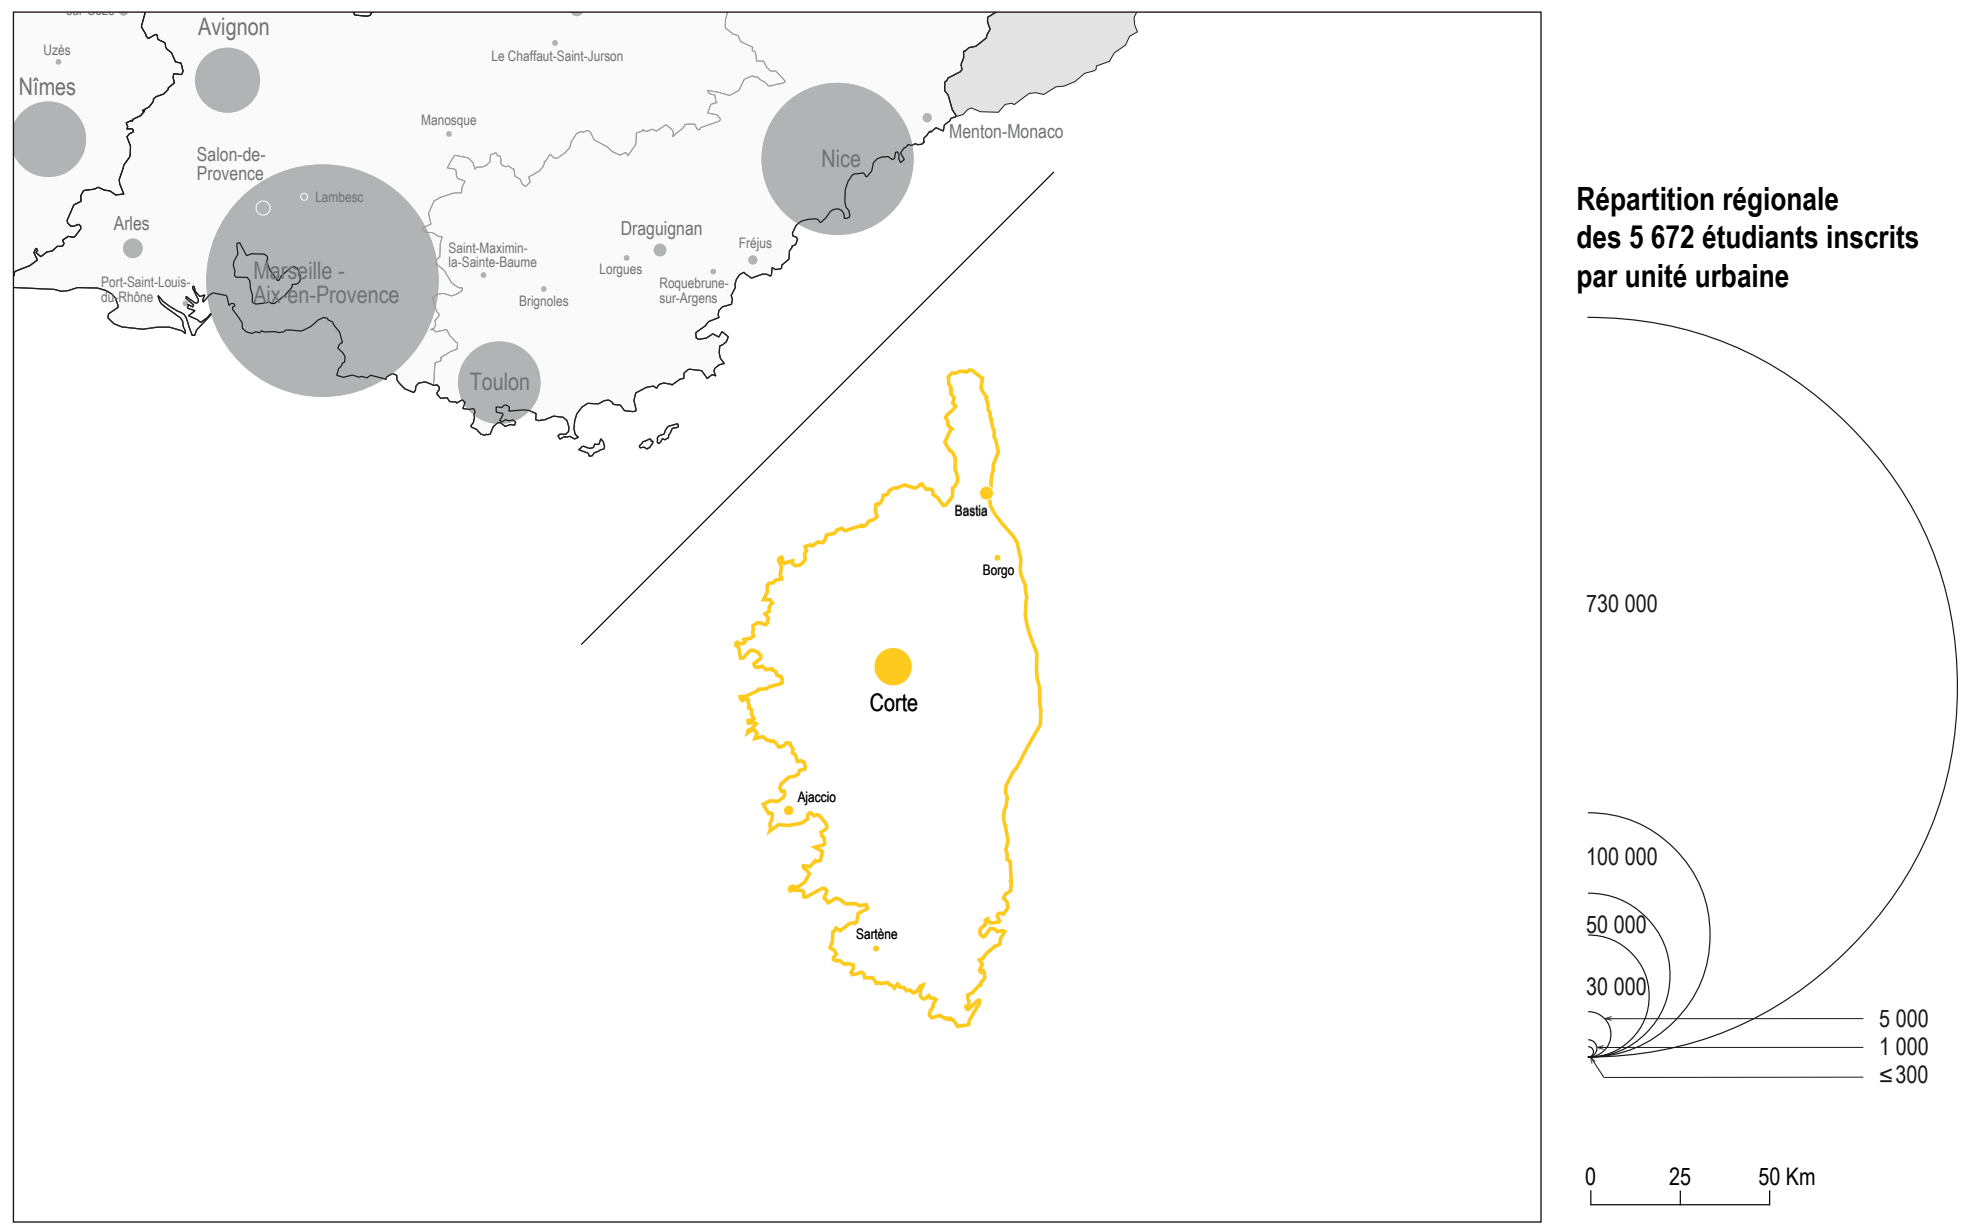 Avignon
Uzès
Nîmes
Le Chaffaut-Saint-Jurson
Manosque
Menton-Monaco
Nice
Salon-de-
Provence
Lambesc
Arles
Draguignan
Fréjus
Saint-Maximin-
la-Sainte-Baume
Lorgues
Roquebrune-
sur-Argens
Brignoles
Port-Saint-Louis-
du-Rhône
Marseille -
Aix-en-Provence
Toulon
Bastia
Borgo
Corte
Ajaccio
Sartène
Répartition régionale
des 5 672 étudiants inscrits
par unité urbaine
730 000
100 000
50 000
30 000
5 000
1 000
≤ 300
0 25 50 Km